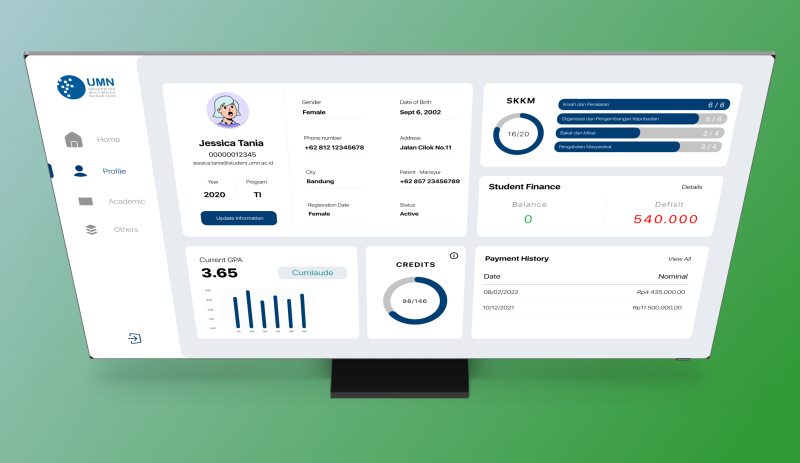 UMN
UNIVERSITAS
MULTIMEDIA
NUSANTARA
Home
Profile
Academic
Others
Jessica Tania
00000012345
jessica.tania@student.umn.ac.id
Year
Program
2020
TI
Update Information
Gender
Female
Date of Birth
Sept 6, 2002
Phone number
+62 812 12345678
Address
Jalan Cilok No.11
City
Bandung
Parent : Mansyur
+62 857 23456789
Registration Date
Female
Status
Active
SKKM
16/20
Ilmiah dan Penalaran
6 / 6
Organisasi dan Pengembangan Kepribadian
5 / 6
Bakat dan Minat
2 / 4
Pengabdian Masyarakat
3 / 4
Student Finance
Details
Balance
Defisit
0
540.000
Current GPA
3.65
Cumlaude
CREDITS
98/146
Payment History
View All
Date
Nominal
08/02/2022
Rp4.435.000,00
10/12/2021
Rp11.500.000,00